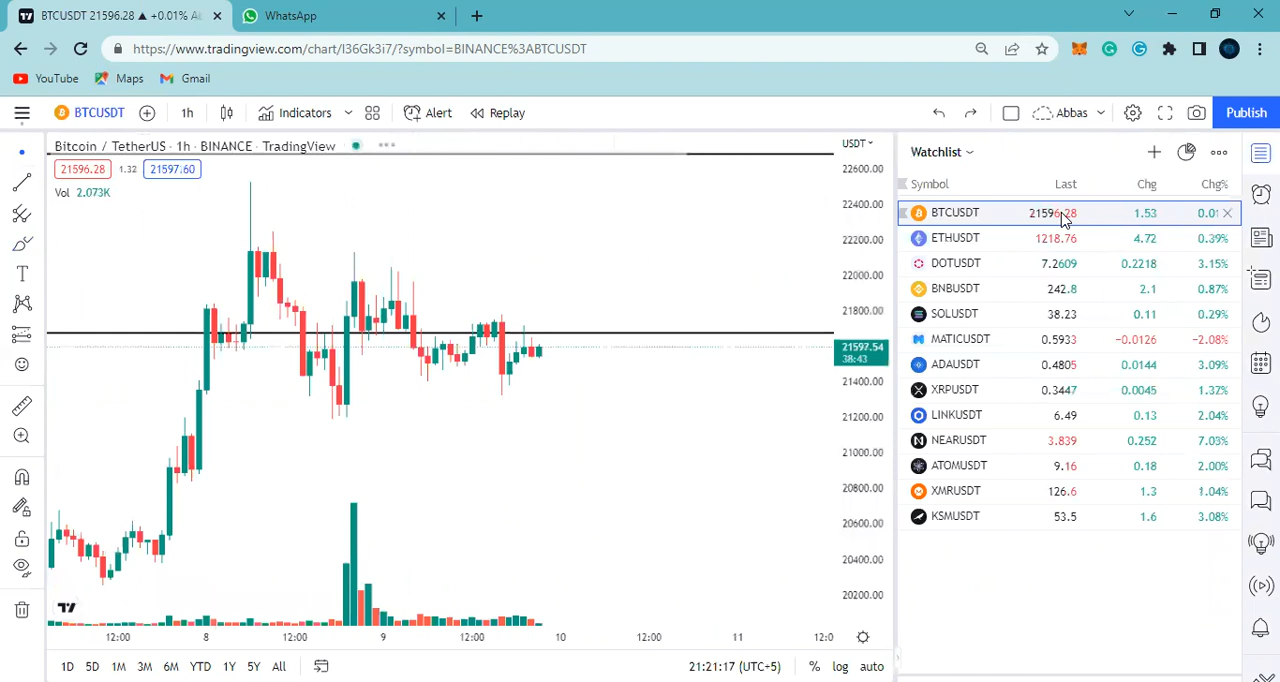 BTCUSDT 21596.28 ▲ +0.01%
WhatsApp
https://www.tradingview.com/chart/l36Gk3i7/?symbol=BINANCE%3ABTCUSDT
YouTube Maps Gmail
BTCUSDT 1h Indicators Alert Replay Abbas Publish
Bitcoin / TetherUS · 1h · BINANCE · TradingView
USDT
21596.28 1.32 21597.60
Vol 2.073K
22600.00
22400.00
22200.00
22000.00
21800.00
21597.54
38:43
21400.00
21200.00
21000.00
20800.00
20600.00
20400.00
20200.00
12:00 8 12:00 9 12:00 10 12:00 11 12:0
1D 5D 1M 3M 6M YTD 1Y 5Y All
21:21:17 (UTC+5) % log auto
Watchlist
Symbol Last Chg Chg%
BTCUSDT 21596.28 1.53 0.01
ETHUSDT 1218.76 4.72 0.39%
DOTUSDT 7.2609 0.2218 3.15%
BNBUSDT 242.8 2.1 0.87%
SOLUSDT 38.23 0.11 0.29%
MATICUSDT 0.5933 −0.0126 −2.08%
ADAUSDT 0.4805 0.0144 3.09%
XRPUSDT 0.3447 0.0045 1.32%
LINKUSDT 6.49 0.13 2.04%
NEARUSDT 3.839 0.252 7.03%
ATOMUSDT 9.16 0.18 2.00%
XMRUSDT 126.6 1.3 1.04%
KSMUSDT 53.5 1.6 3.08%